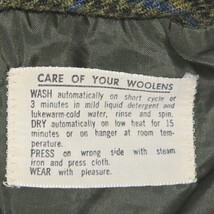 CARE OF YOUR WOOLENS
WASH automatically on short cycle or
3 minutes in mild liquid detergent and
lukewarm-cold water, rinse and spin.
DRY automatically on low heat for 15
minutes or on hanger at room tem-
perature.
PRESS on wrong side with steam
iron and press cloth.
WEAR with pleasure.